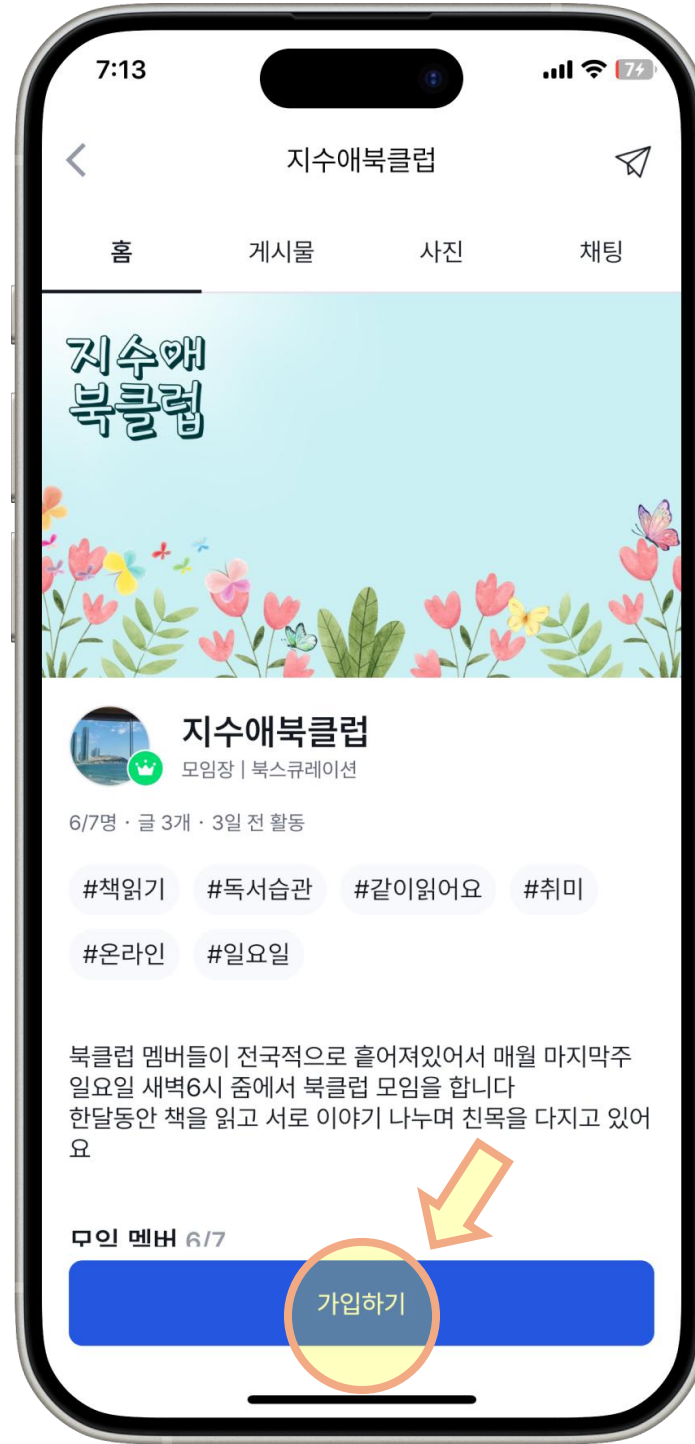 7:13
7
지수애북클럽
홈 게시물 사진 채팅
지수애
북클럽
지수애북클럽
모임장 | 북스큐레이션
6/7명 · 글 3개 · 3일 전 활동
#책읽기 #독서습관 #같이읽어요 #취미
#온라인 #일요일
북클럽 멤버들이 전국적으로 흩어져있어서 매월 마지막주
일요일 새벽6시 줌에서 북클럽 모임을 합니다
한달동안 책을 읽고 서로 이야기 나누며 친목을 다지고 있어
요
모임 멤버 6/7
가입하기